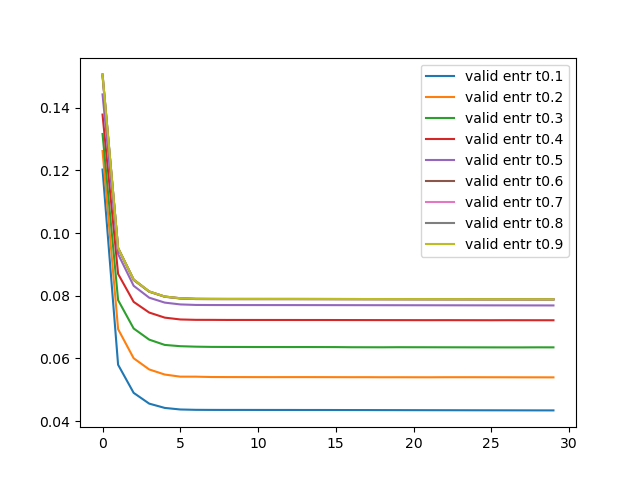 valid entr t0.1
valid entr t0.2
valid entr t0.3
valid entr t0.4
valid entr t0.5
valid entr t0.6
valid entr t0.7
valid entr t0.8
valid entr t0.9
0.14
0.12
0.10
0.08
0.06
0.04
0 5 10 15 20 25 30